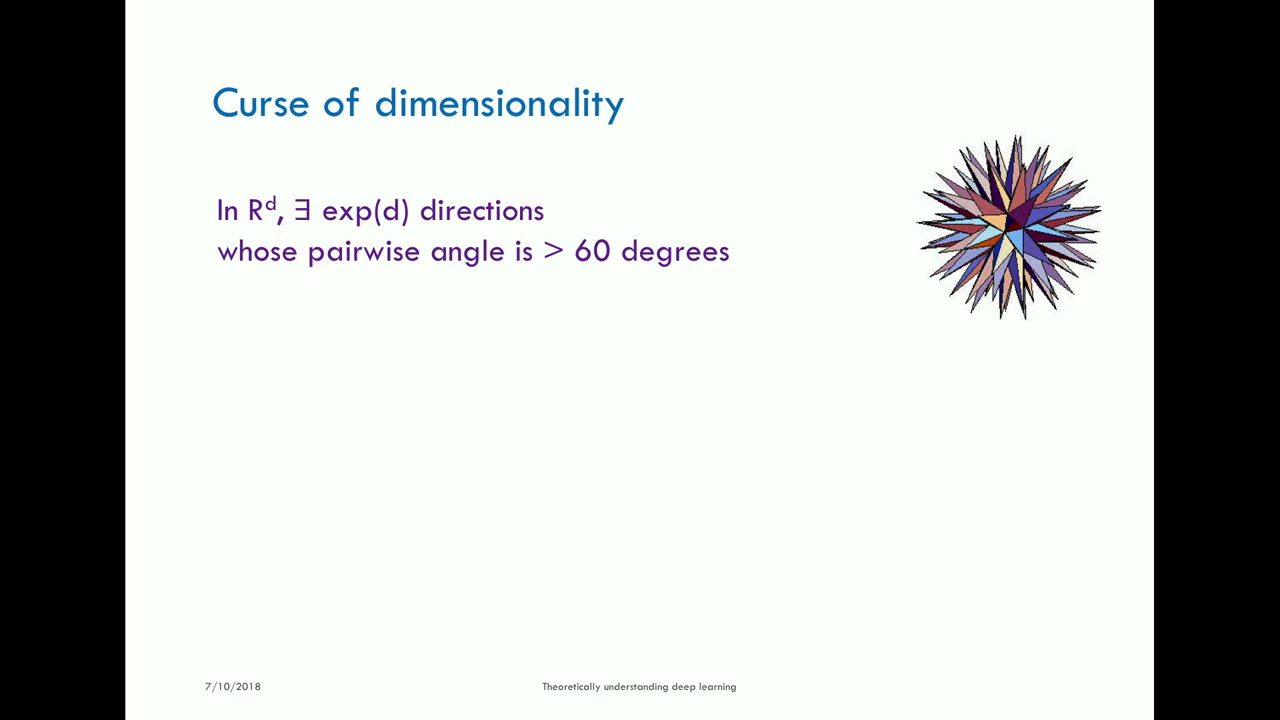 Curse of dimensionality
In Rᵈ, ∃ exp(d) directions
whose pairwise angle is > 60 degrees
7/10/2018
Theoretically understanding deep learning